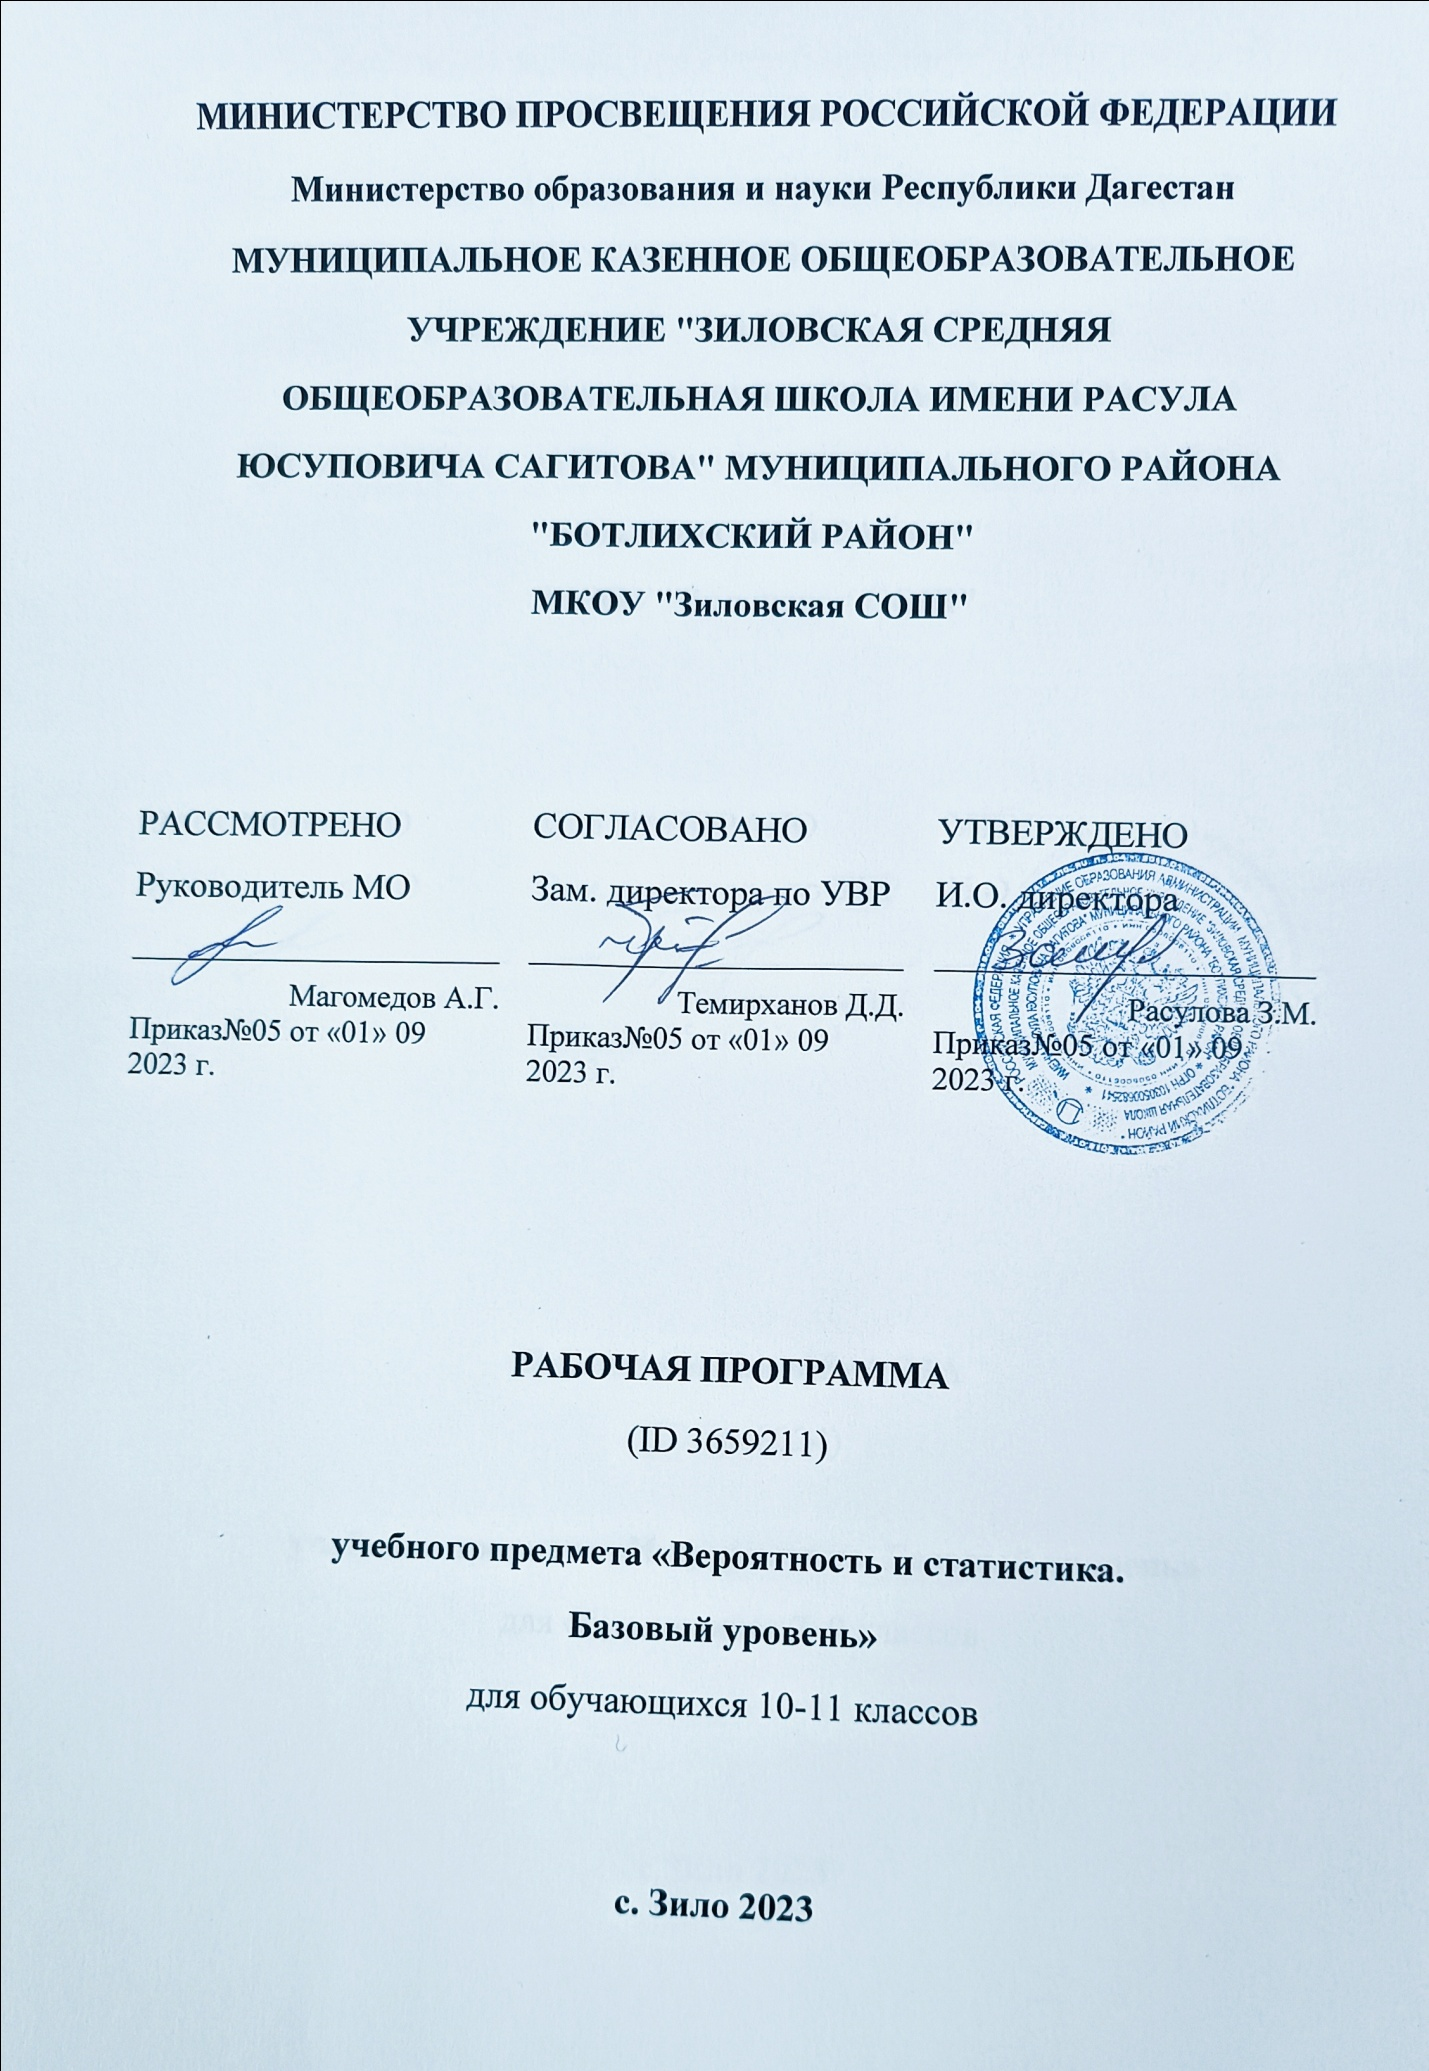 МИНИСТЕРСТВО ПРОСВЕЩЕНИЯ РОССИЙСКОЙ ФЕДЕРАЦИИ
Министерство образования и науки Республики Дагестан
МУНИЦИПАЛЬНОЕ КАЗЕННОЕ ОБЩЕОБРАЗОВАТЕЛЬНОЕ
УЧРЕЖДЕНИЕ "ЗИЛОВСКАЯ СРЕДНЯЯ
ОБЩЕОБРАЗОВАТЕЛЬНАЯ ШКОЛА ИМЕНИ РАСУЛА
ЮСУПОВИЧА САГИТОВА" МУНИЦИПАЛЬНОГО РАЙОНА
"БОТЛИХСКИЙ РАЙОН"
МКОУ "Зиловская СОШ"
РАССМОТРЕНО
Руководитель МО
Магомедов А.Г.
Приказ№05 от «01» 09
2023 г.
СОГЛАСОВАНО
Зам. директора по УВР
Темирханов Д.Д.
Приказ№05 от «01» 09
2023 г.
УТВЕРЖДЕНО
И.О. директора
Расулова З.М.
Приказ№05 от «01» 09
2023 г.
РАБОЧАЯ ПРОГРАММА
(ID 3659211)
учебного предмета «Вероятность и статистика.
Базовый уровень»
для обучающихся 10-11 классов
с. Зило 2023